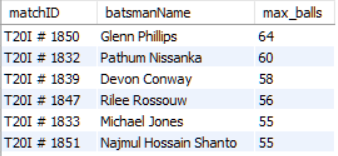 matchID batsmanName max_balls
T20I # 1850 Glenn Phillips 64
T20I # 1832 Pathum Nissanka 60
T20I # 1839 Devon Conway 58
T20I # 1847 Rilee Rossouw 56
T20I # 1833 Michael Jones 55
T20I # 1851 Najmul Hossain Shanto 55